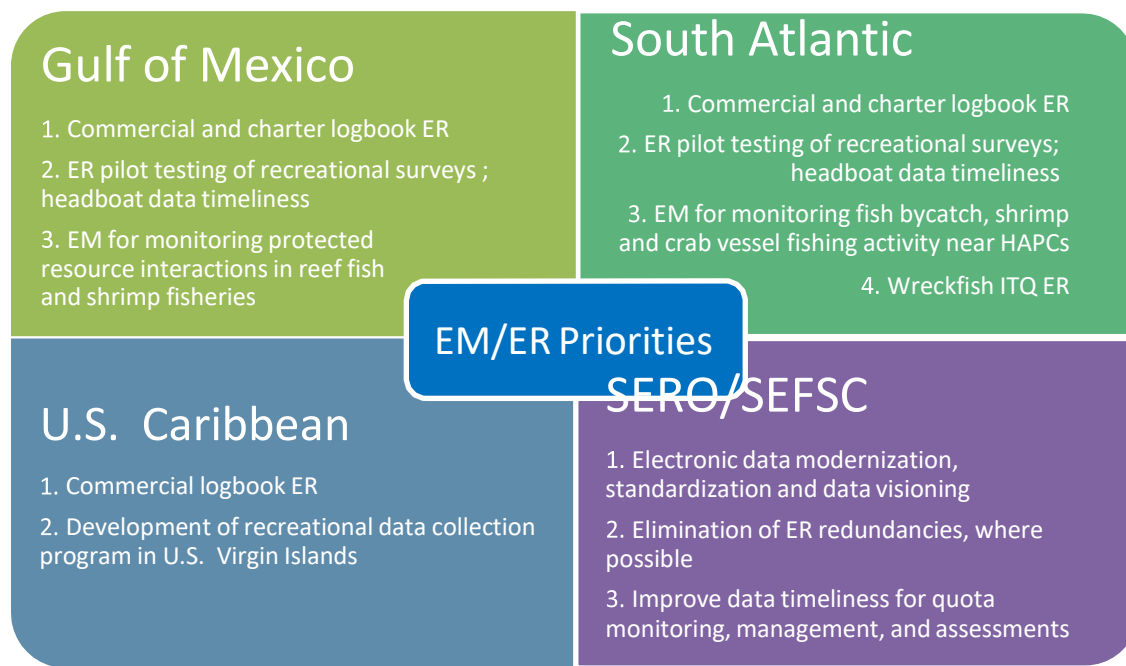 Gulf of Mexico
1. Commercial and charter logbook ER
2. ER pilot testing of recreational surveys ;
headboat data timeliness
3. EM for monitoring protected
resource interactions in reef fish
and shrimp fisheries
South Atlantic
1. Commercial and charter logbook ER
2. ER pilot testing of recreational surveys;
headboat data timeliness
3. EM for monitoring fish bycatch, shrimp
and crab vessel fishing activity near HAPCs
4. Wreckfish ITQ ER
EM/ER Priorities
U.S. Caribbean
1. Commercial logbook ER
2. Development of recreational data collection
program in U.S. Virgin Islands
SERO/SEFSC
1. Electronic data modernization,
standardization and data visioning
2. Elimination of ER redundancies, where
possible
3. Improve data timeliness for quota
monitoring, management, and assessments